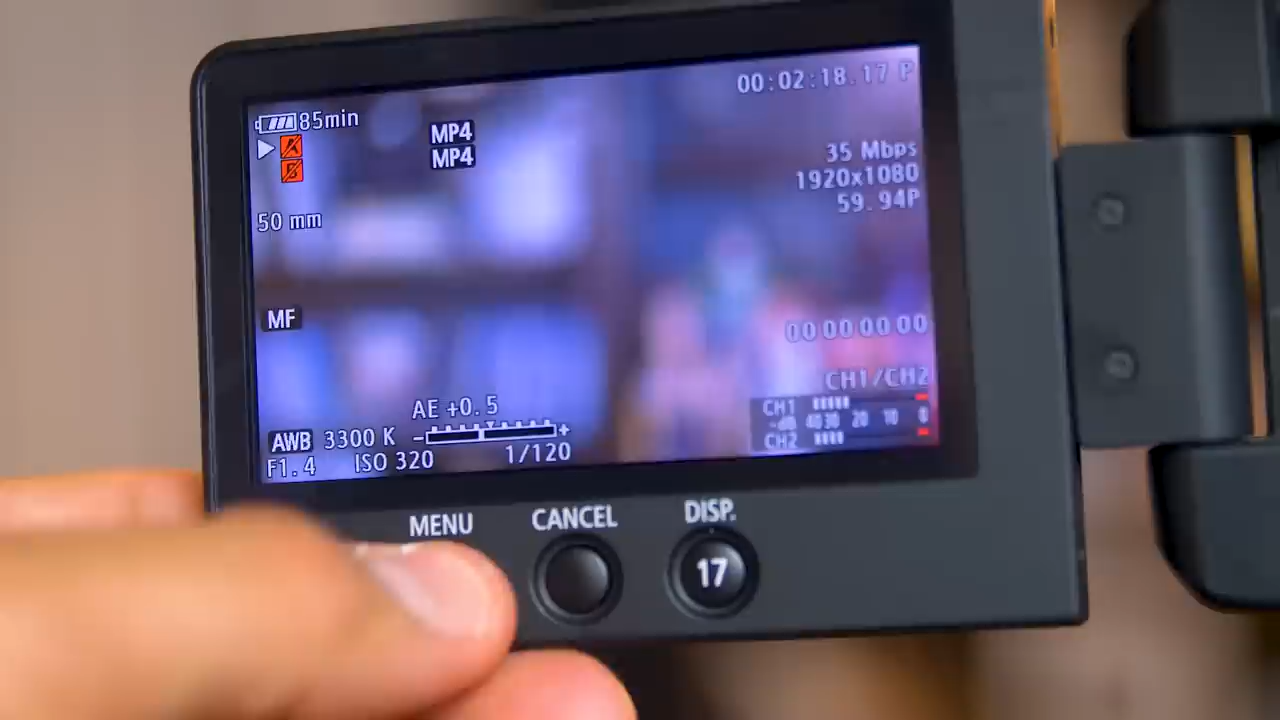 00:02:18.17 P
85min
MP4
A
MP4
B
35 Mbps
1920x1080
59.94P
50 mm
MF
00 00 00 00
CH1/CH2
AE +0.5
CH1
-dB 40 30 20 10 0
CH2
AWB 3300 K - +
F1.4 ISO 320 1/120
MENU CANCEL DISP.
17